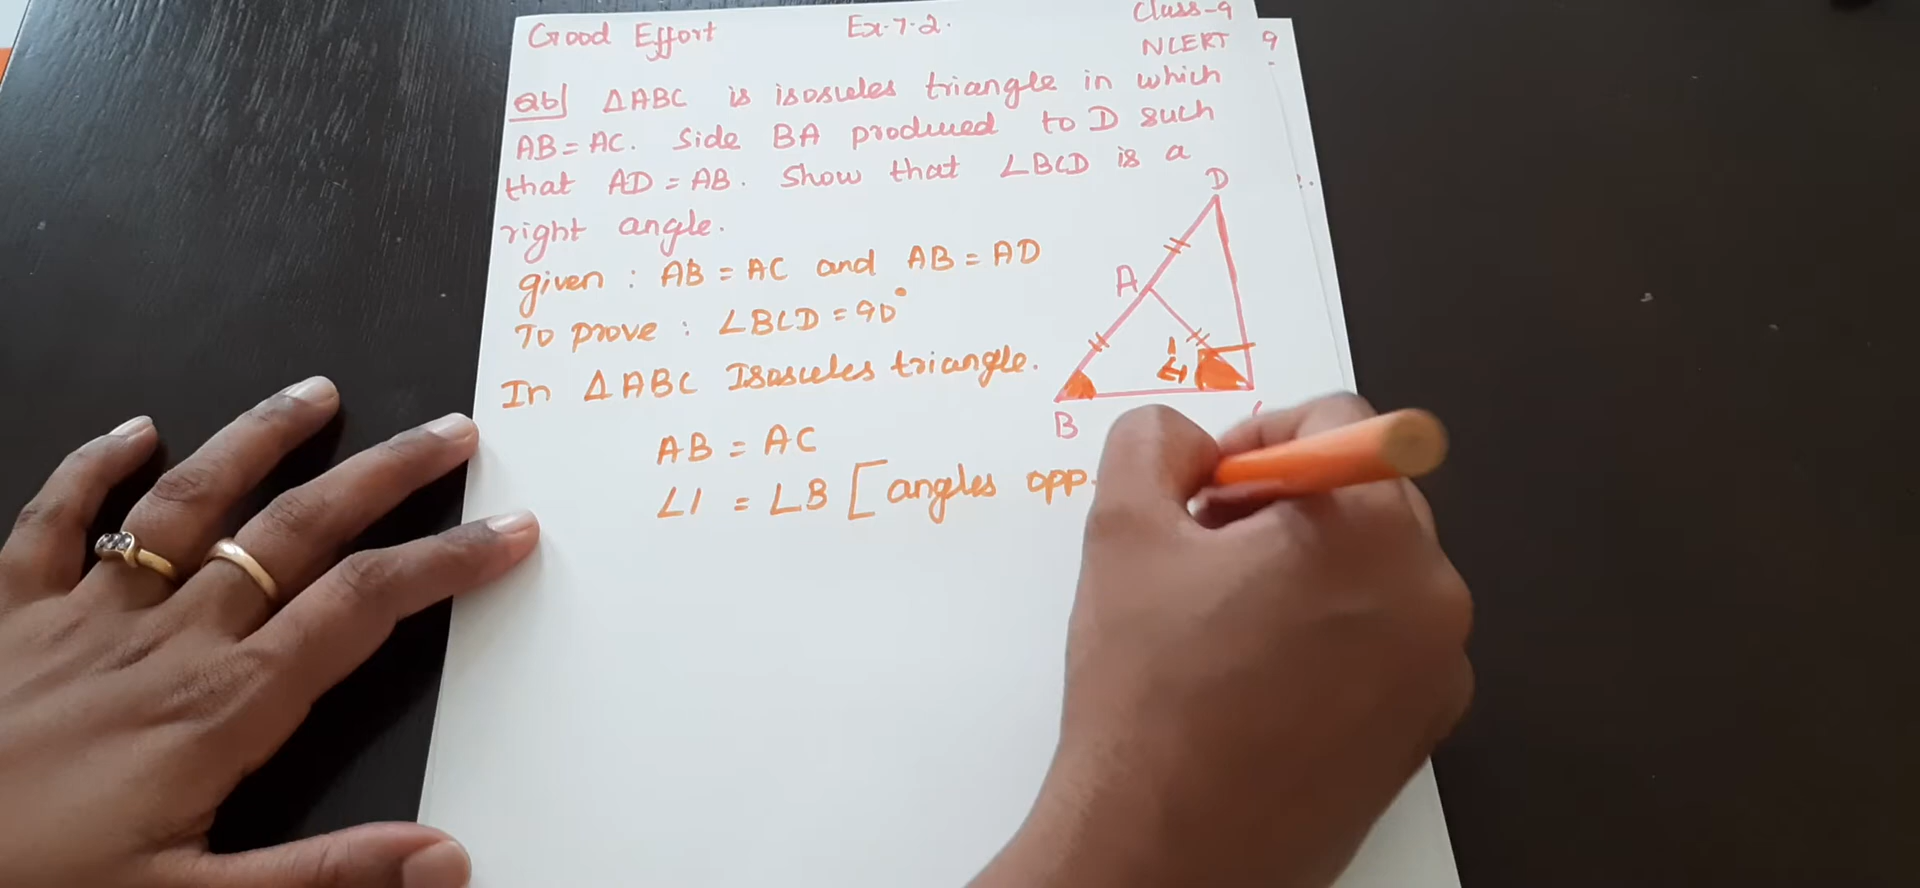 Good Effort Ex-7.2. Class-9
NCERT 9
Q6) ΔABC is isosceles triangle in which
AB = AC. Side BA produced to D such
that AD = AB. Show that ∠BCD is a
right angle.
given : AB = AC and AB = AD
To prove : ∠BCD = 90°
In ΔABC Isosceles triangle.
AB = AC
∠1 = ∠B [angles opp.
D
A
∠1
B